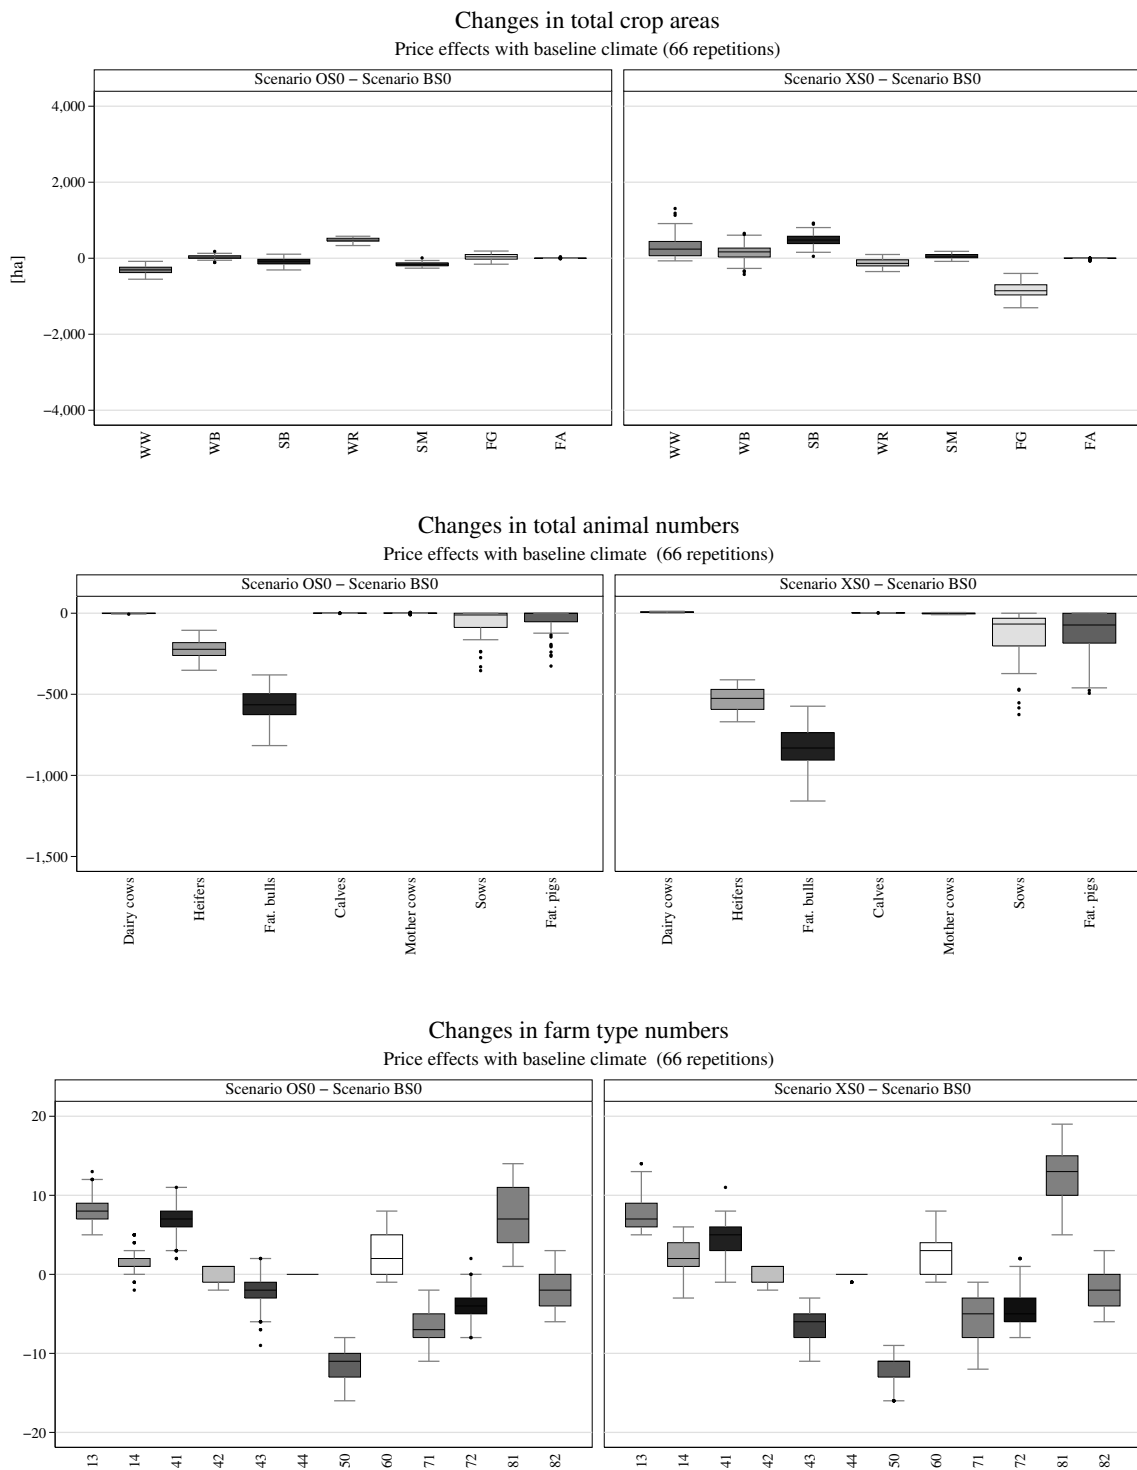 Changes in total crop areas
Price effects with baseline climate (66 repetitions)
Scenario OS0 − Scenario BS0 Scenario XS0 − Scenario BS0
4,000
2,000
0
−2,000
−4,000
[ha]
WW WB SB WR SM FG FA WW WB SB WR SM FG FA
Changes in total animal numbers
Price effects with baseline climate (66 repetitions)
Scenario OS0 − Scenario BS0 Scenario XS0 − Scenario BS0
0
−500
−1,000
−1,500
Dairy cows Heifers Fat. bulls Calves Mother cows Sows Fat. pigs Dairy cows Heifers Fat. bulls Calves Mother cows Sows Fat. pigs
Changes in farm type numbers
Price effects with baseline climate (66 repetitions)
Scenario OS0 − Scenario BS0 Scenario XS0 − Scenario BS0
20
10
0
−10
−20
13 14 41 42 43 44 50 60 71 72 81 82 13 14 41 42 43 44 50 60 71 72 81 82